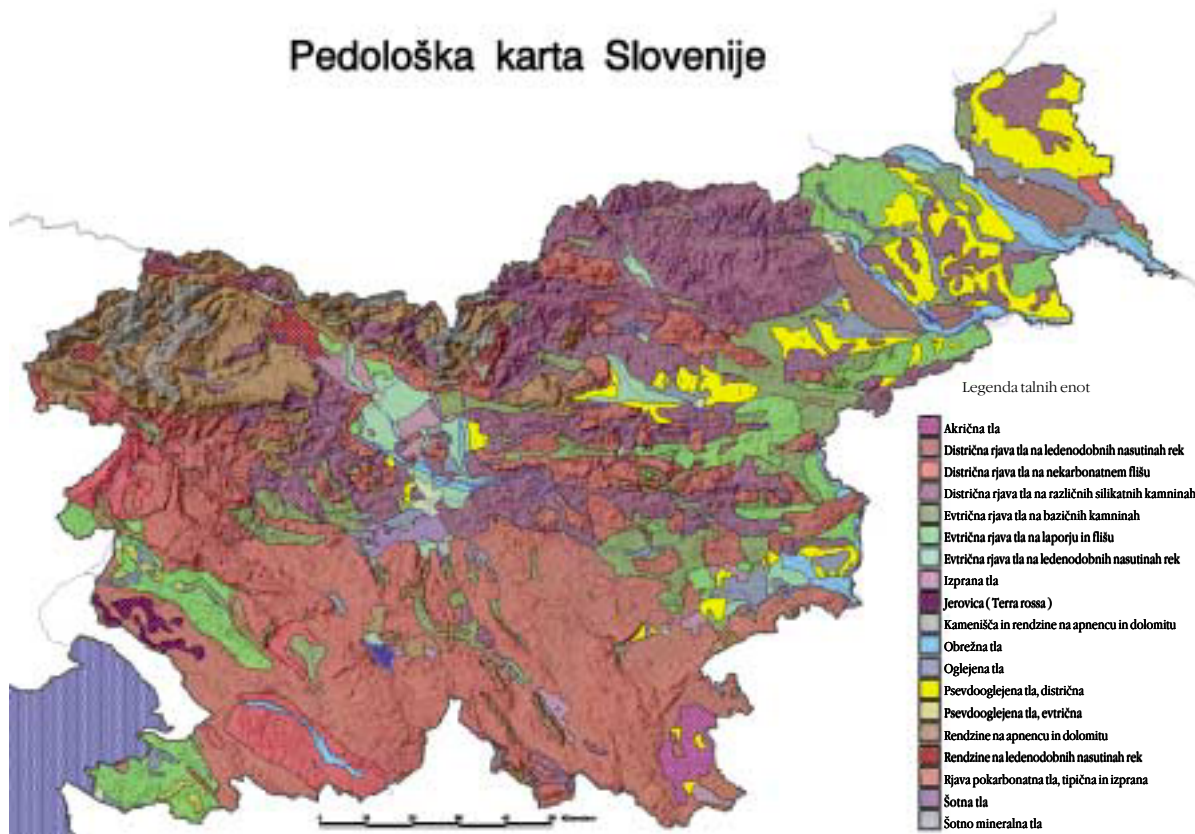 Pedološka karta Slovenije
Legenda talnih enot
Akrična tla
Distrična rjava tla na ledenodobnih nasutinah rek
Distrična rjava tla na nekarbonatnem flišu
Distrična rjava tla na različnih silikatnih kamninah
Evtrična rjava tla na bazičnih kamninah
Evtrična rjava tla na laporju in flišu
Evtrična rjava tla na ledenodobnih nasutinah rek
Izprana tla
Jerovica ( Terra rossa )
Kamenišča in rendzine na apnencu in dolomitu
Obrežna tla
Oglejena tla
Psevdooglejena tla, distrična
Psevdooglejena tla, evtrična
Rendzine na apnencu in dolomitu
Rendzine na ledenodobnih nasutinah rek
Rjava pokarbonatna tla, tipična in izprana
Šotna tla
Šotno mineralna tla